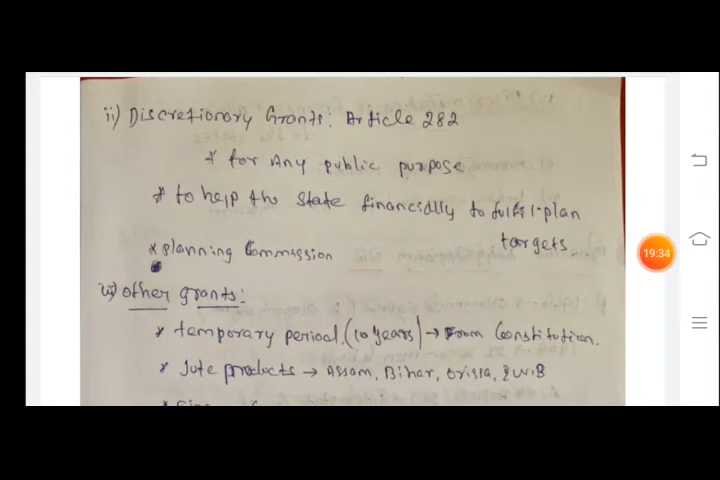 ii) Discretionary Grants: Article 282
* for Any public purpose
* to help the state financially to fulfil plan targets
* planning Commission
iii) other grants:
* temporary period (10 years) → From Constitution.
* Jute products → Assam, Bihar, Orissa, & W.B
19:34